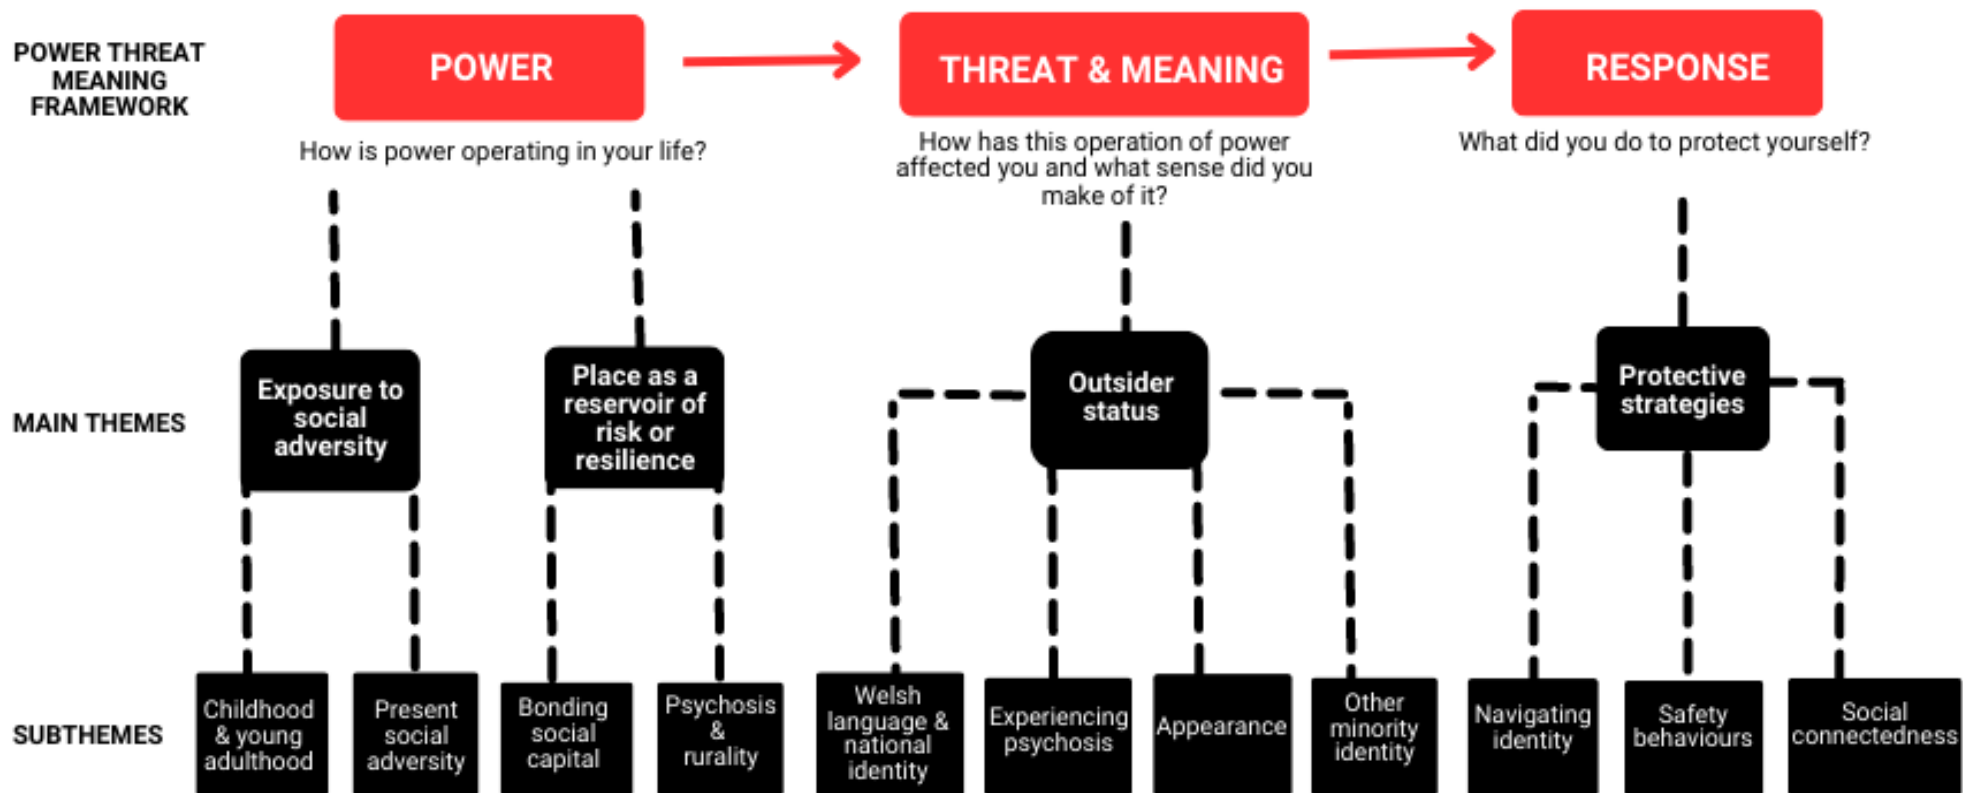 POWER THREAT
MEANING
FRAMEWORK
POWER
THREAT & MEANING
RESPONSE
How is power operating in your life?
How has this operation of power
affected you and what sense did you
make of it?
What did you do to protect yourself?
MAIN THEMES
Exposure to
social
adversity
Place as a
reservoir of
risk or
resilience
Outsider
status
Protective
strategies
SUBTHEMES
Childhood
& young
adulthood
Present
social
adversity
Bonding
social
capital
Psychosis
&
rurality
Welsh
language &
national
identity
Experiencing
psychosis
Appearance
Other
minority
identity
Navigating
identity
Safety
behaviours
Social
connectedness